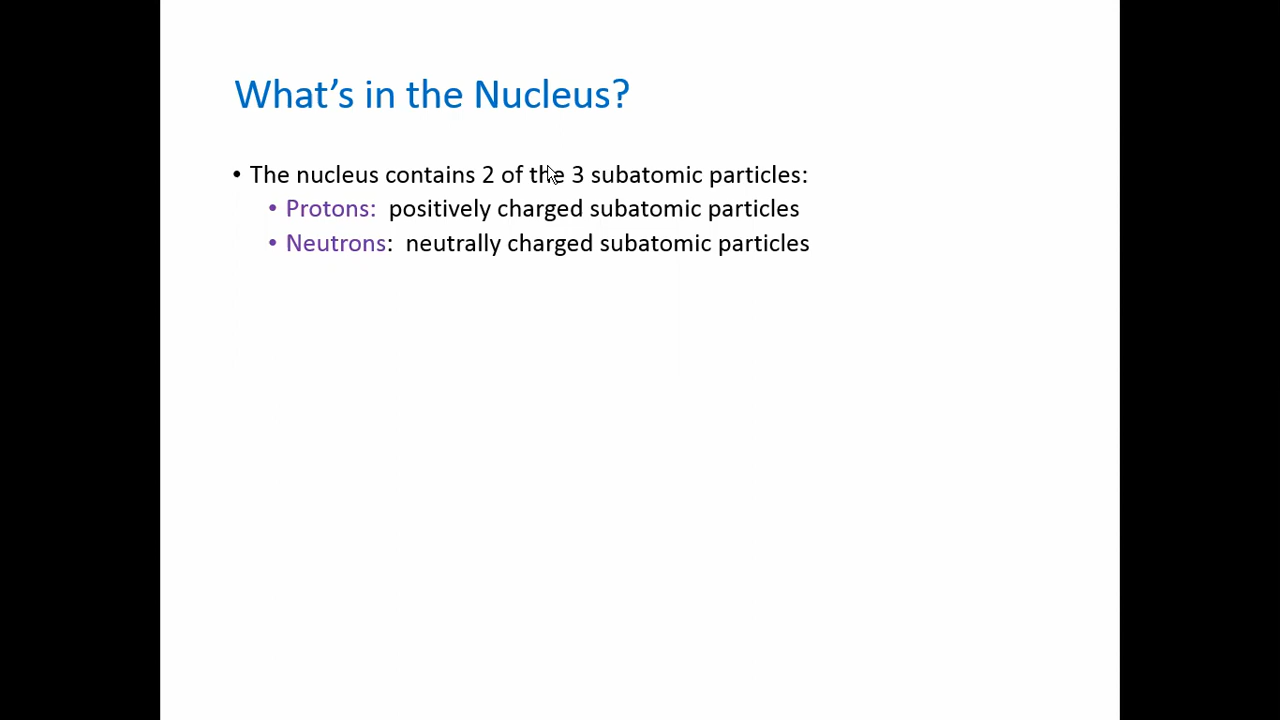 What’s in the Nucleus?
• The nucleus contains 2 of the 3 subatomic particles:
• Protons:  positively charged subatomic particles
• Neutrons:  neutrally charged subatomic particles